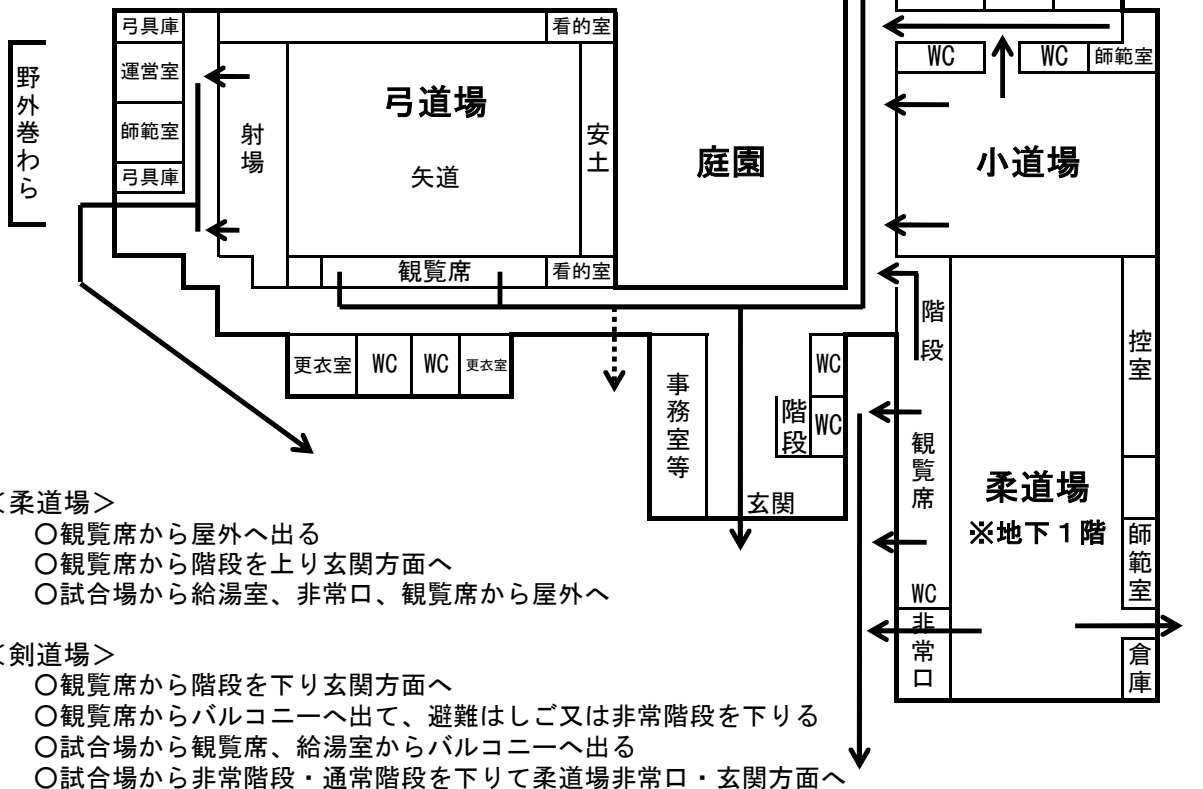 弓具庫
運営室
師範室
弓具庫
野外巻わら
射場
弓道場
矢道
看的室
安土
看的室
観覧席
庭園
WC
WC
師範室
小道場
更衣室
WC
WC
更衣室
事務室等
階段
WC
WC
玄関
階段
観覧席
WC
非常口
柔道場
※地下1階
控室
師範室
倉庫
<柔道場>
○観覧席から屋外へ出る
○観覧席から階段を上り玄関方面へ
○試合場から給湯室、非常口、観覧席から屋外へ
<剣道場>
○観覧席から階段を下り玄関方面へ
○観覧席からバルコニーへ出て、避難はしご又は非常階段を下りる
○試合場から観覧席、給湯室からバルコニーへ出る
○試合場から非常階段・通常階段を下りて柔道場非常口・玄関方面へ